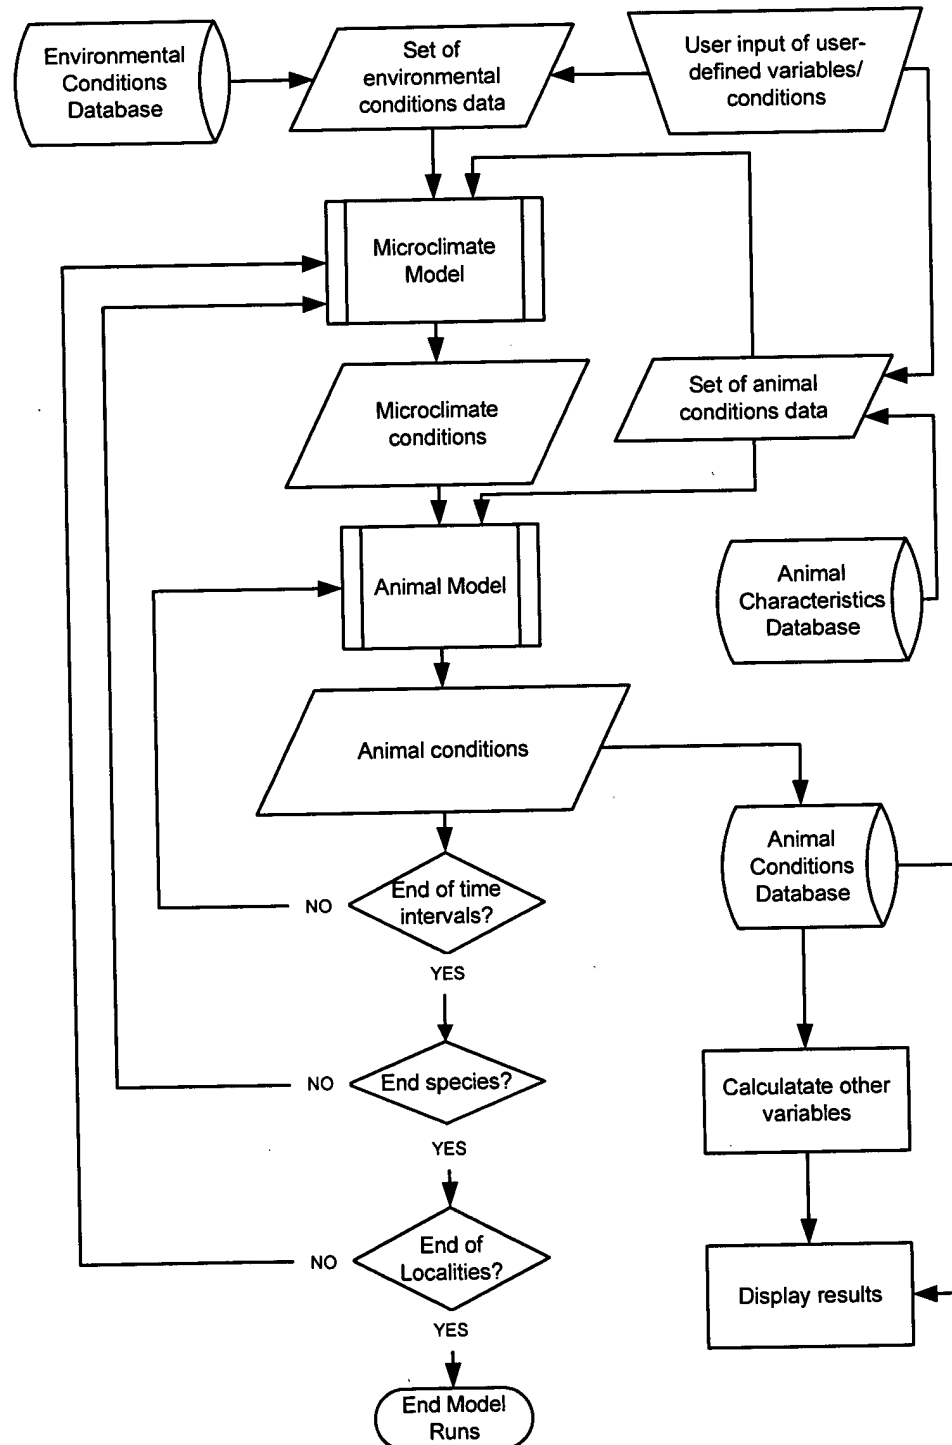 Environmental
Conditions
Database
Set of
environmental
conditions data
User input of user-
defined variables/
conditions
Microclimate
Model
Microclimate
conditions
Set of animal
conditions data
Animal Model
Animal
Characteristics
Database
Animal conditions
Animal
Conditions
Database
End of time
intervals?
NO
YES
Calculatate other
variables
End species?
NO
YES
End of
Localities?
NO
YES
Display results
End Model
Runs